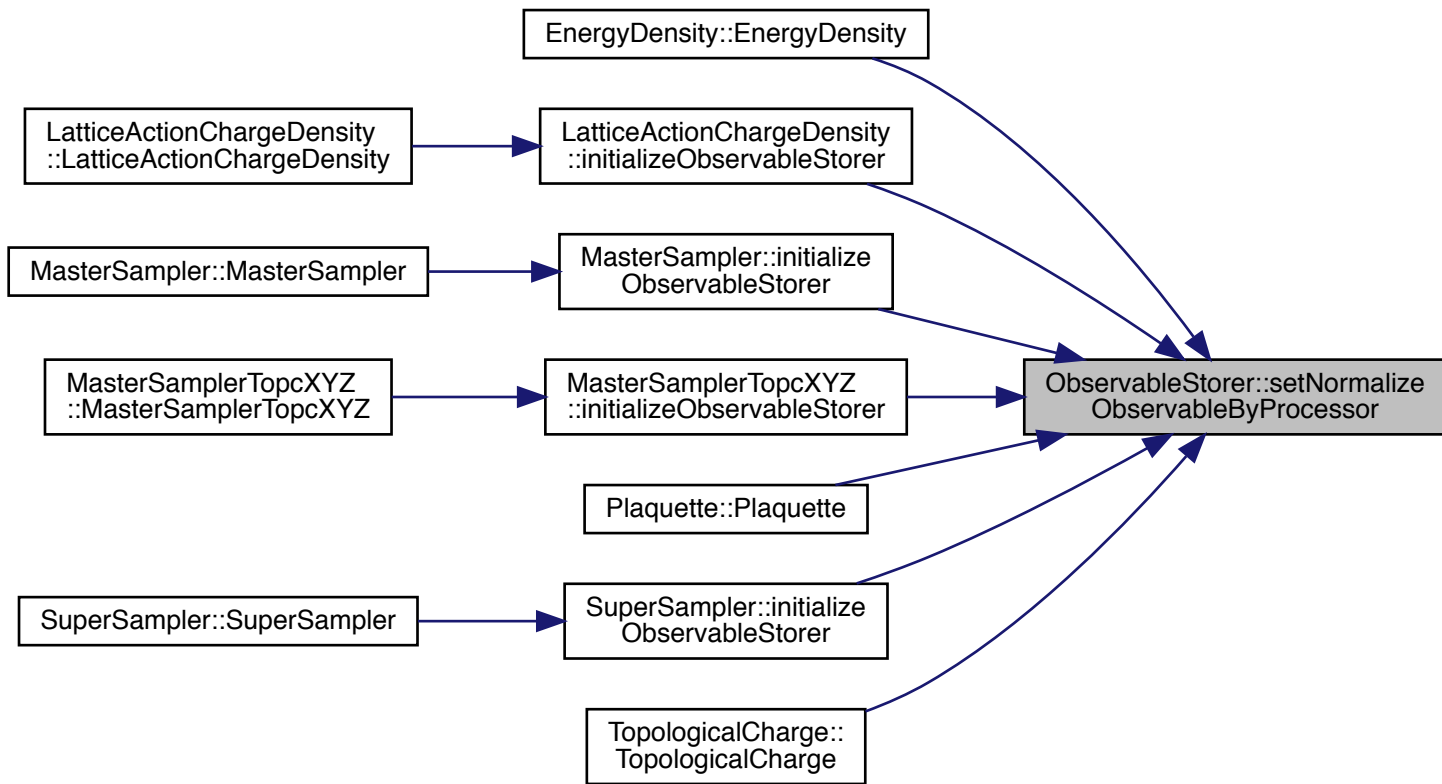 EnergyDensity::EnergyDensity
LatticeActionChargeDensity
::LatticeActionChargeDensity
LatticeActionChargeDensity
::initializeObservableStorer
MasterSampler::MasterSampler
MasterSampler::initialize
ObservableStorer
MasterSamplerTopcXYZ
::MasterSamplerTopcXYZ
MasterSamplerTopcXYZ
::initializeObservableStorer
ObservableStorer::setNormalize
ObservableByProcessor
Plaquette::Plaquette
SuperSampler::SuperSampler
SuperSampler::initialize
ObservableStorer
TopologicalCharge::
TopologicalCharge